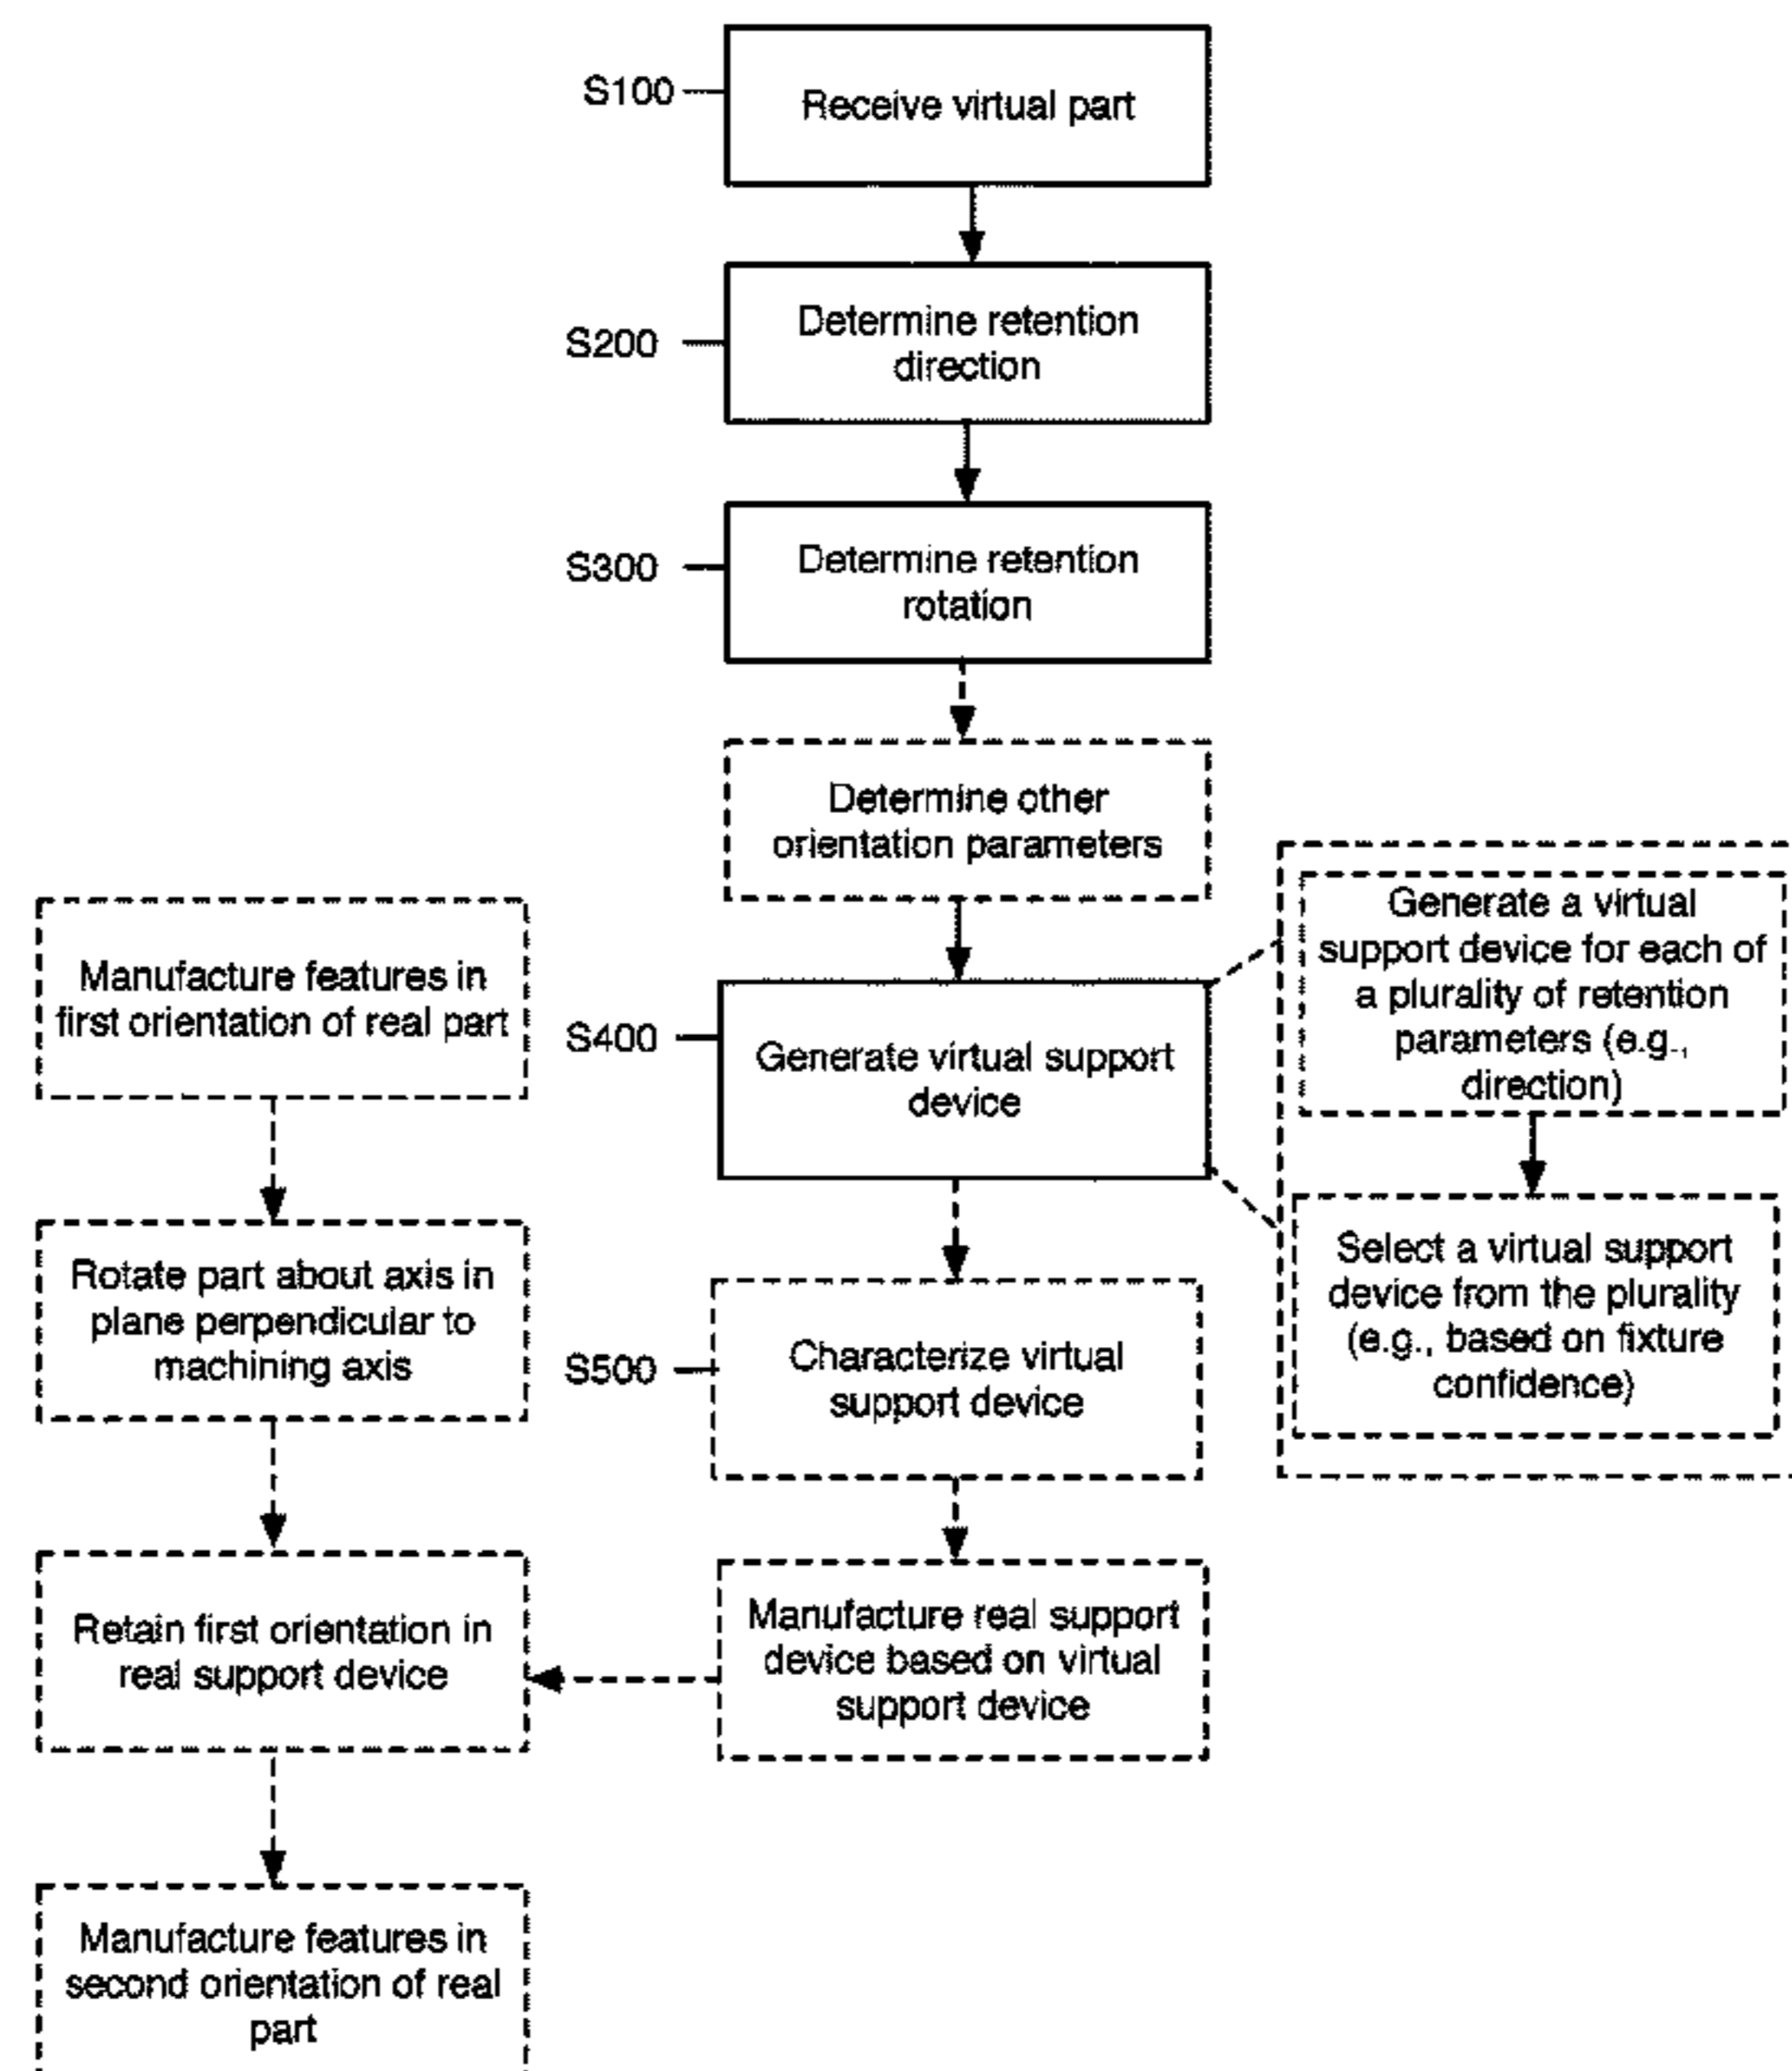 S100
Receive virtual part
S200
Determine retention
direction
S300
Determine retention
rotation
Determine other
orientation parameters
S400
Generate virtual support
device
Generate a virtual
support device for each of
a plurality of retention
parameters (e.g.,
direction)
Select a virtual support
device from the plurality
(e.g., based on fixture
confidence)
S500
Characterize virtual
support device
Manufacture real support
device based on virtual
support device
Manufacture features in
first orientation of real part
Rotate part about axis in
plane perpendicular to
machining axis
Retain first orientation in
real support device
Manufacture features in
second orientation of real
part